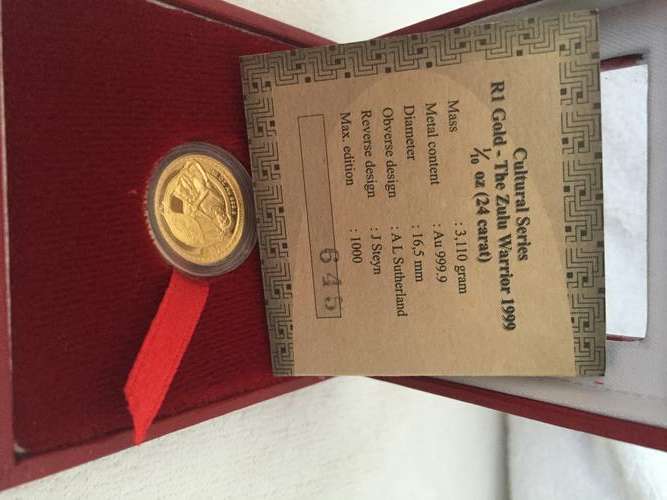 Cultural Series
R1 Gold - The Zulu Warrior 1999
1/10 oz (24 carat)
Mass : 3,110 gram
Metal content : Au 999.9
Diameter : 16,5 mm
Obverse design : A L Sutherland
Reverse design : J Steyn
Max. edition : 1000
645